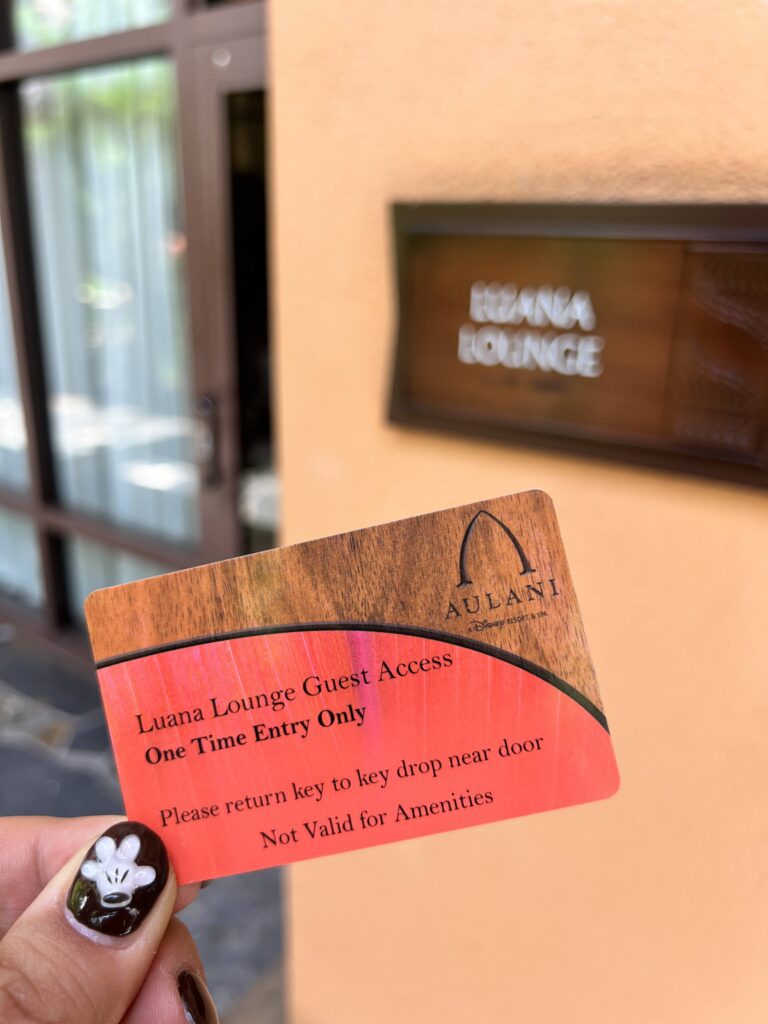 LUANA
LOUNGE
AULANI
A Disney RESORT & SPA
Luana Lounge Guest Access
One Time Entry Only
Please return key to key drop near door
Not Valid for Amenities